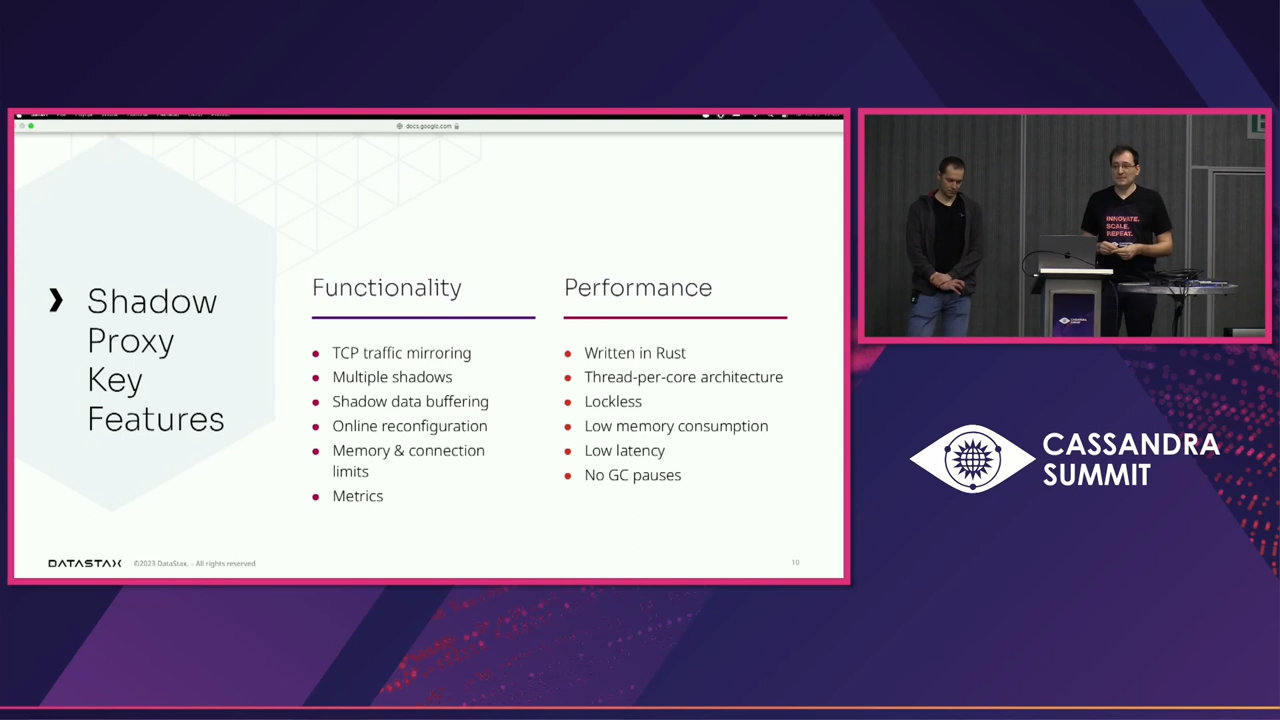 docs.google.com
Shadow
Proxy
Key
Features
Functionality
TCP traffic mirroring
Multiple shadows
Shadow data buffering
Online reconfiguration
Memory & connection
limits
Metrics
Performance
Written in Rust
Thread-per-core architecture
Lockless
Low memory consumption
Low latency
No GC pauses
DATASTAX
©2023 DataStax. – All rights reserved
10
INNOVATE.
SCALE.
REPEAT.
CASSANDRA
SUMMIT